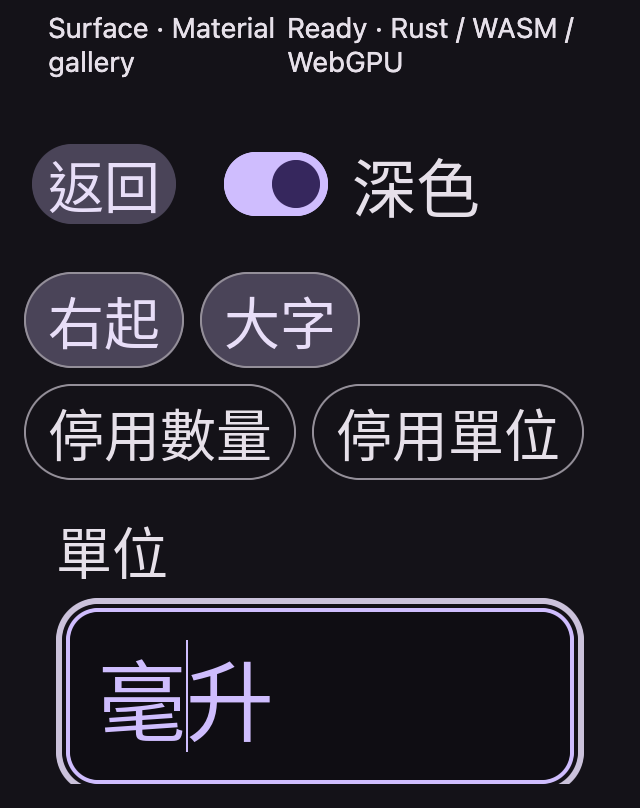 Surface · Material gallery
Ready · Rust / WASM / WebGPU
返回
深色
右起
大字
停用數量
停用單位
單位
毫升